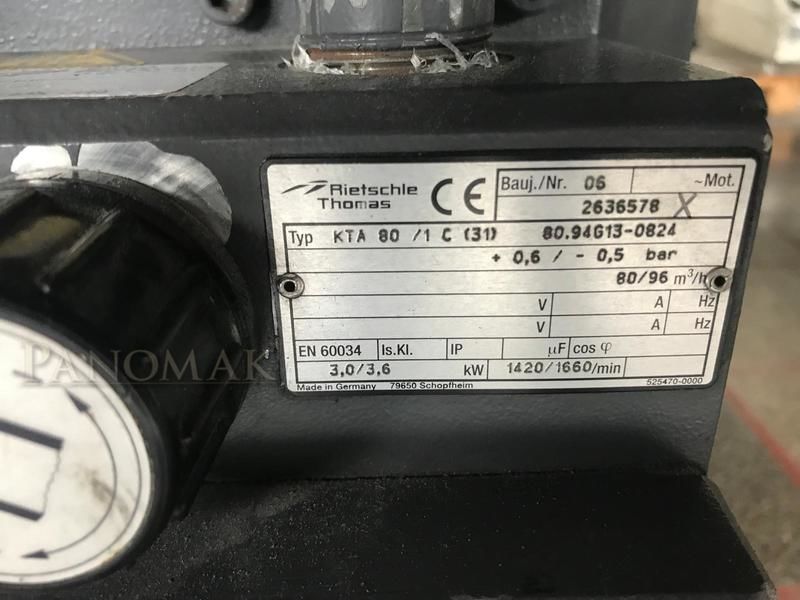 Rietschle
Thomas
CE
Bauj./Nr. 06 ~Mot.
2636578 X
Typ KTA 80 /1 C (31) 80.94G13-0824
+ 0,6 / - 0,5 bar
80/96 m³/h
V A Hz
V A Hz
EN 60034 Is.Kl. IP µF cos φ
3,0/3,6 kW 1420/1660/min
Made in Germany 79650 Schopfheim 525470-0000
PANOMAK